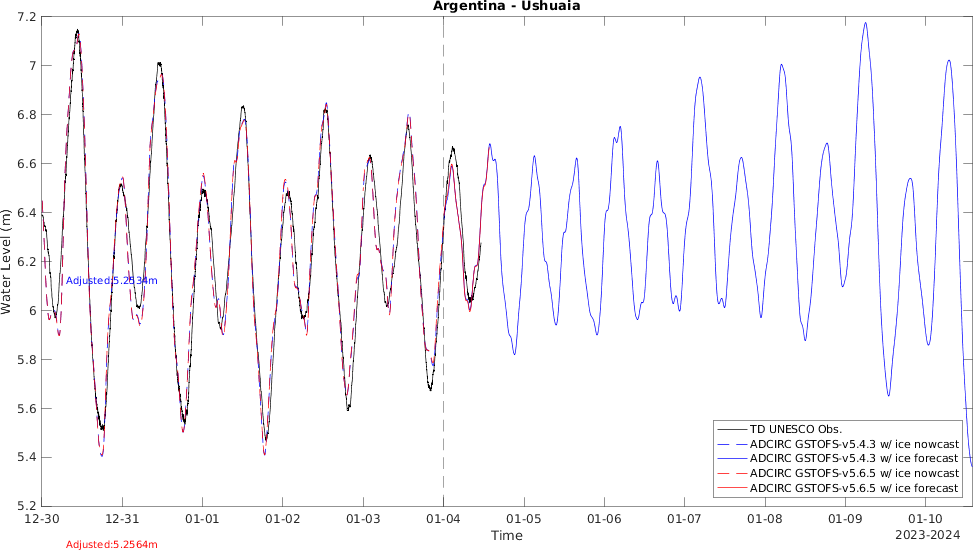 Argentina - Ushuaia
Water Level (m)
7.2
7
6.8
6.6
6.4
6.2
6
5.8
5.6
5.4
5.2
Adjusted:5.2534m
TD UNESCO Obs.
ADCIRC GSTOFS-v5.4.3 w/ ice nowcast
ADCIRC GSTOFS-v5.4.3 w/ ice forecast
ADCIRC GSTOFS-v5.6.5 w/ ice nowcast
ADCIRC GSTOFS-v5.6.5 w/ ice forecast
12-30 12-31 01-01 01-02 01-03 01-04 01-05 01-06 01-07 01-08 01-09 01-10
2023-2024
Time
Adjusted:5.2564m